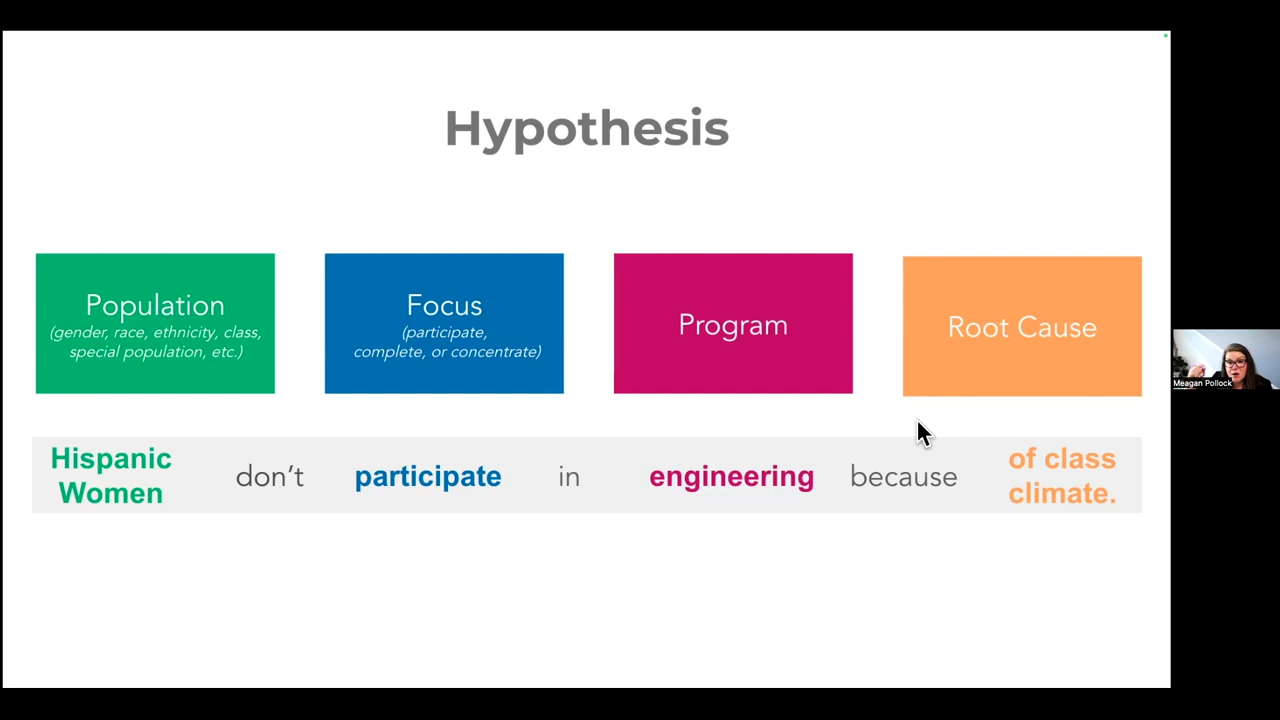 Hypothesis
Population
(gender, race, ethnicity, class,
special population, etc.)
Focus
(participate,
complete, or concentrate)
Program
Root Cause
Hispanic
Women
don't
participate
in
engineering
because
of class
climate.
Meagan Pollock